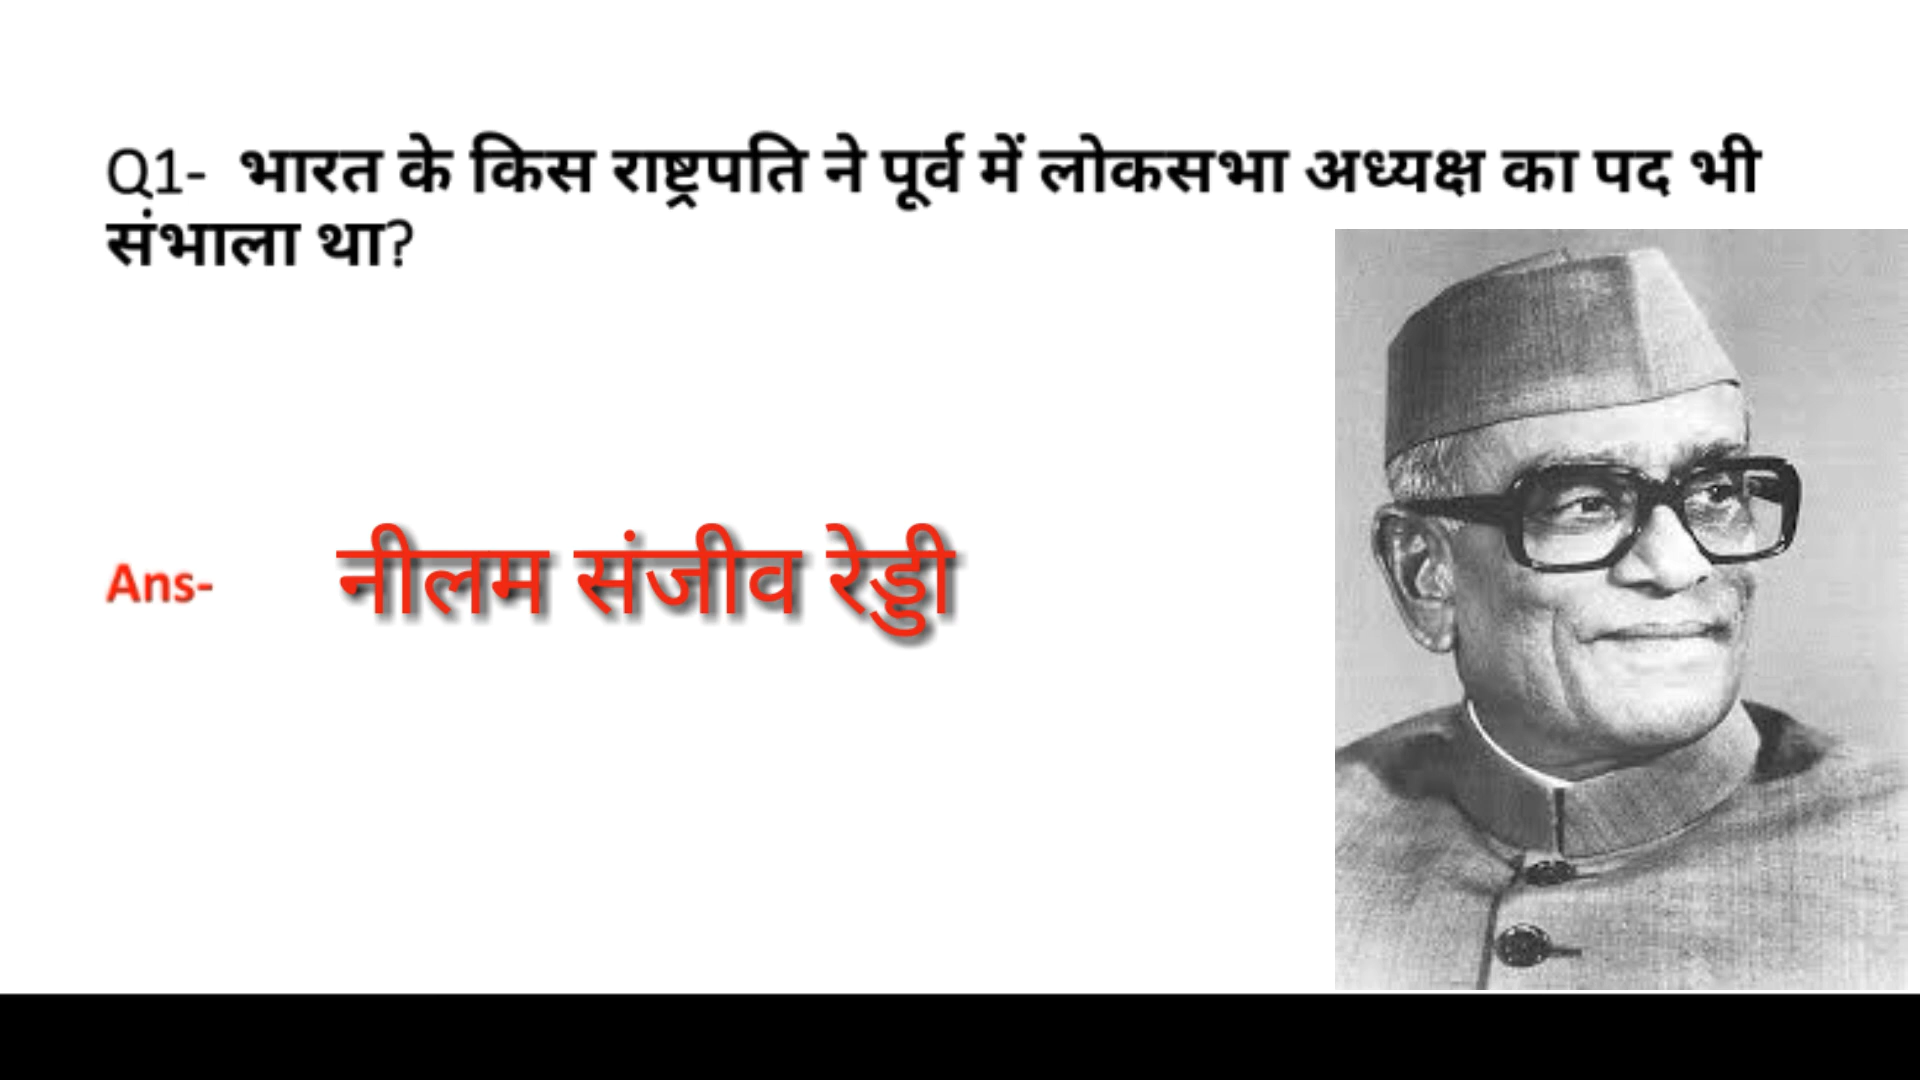 Q1- भारत के किस राष्ट्रपति ने पूर्व में लोकसभा अध्यक्ष का पद भी
संभाला था?
Ans- नीलम संजीव रेड्डी